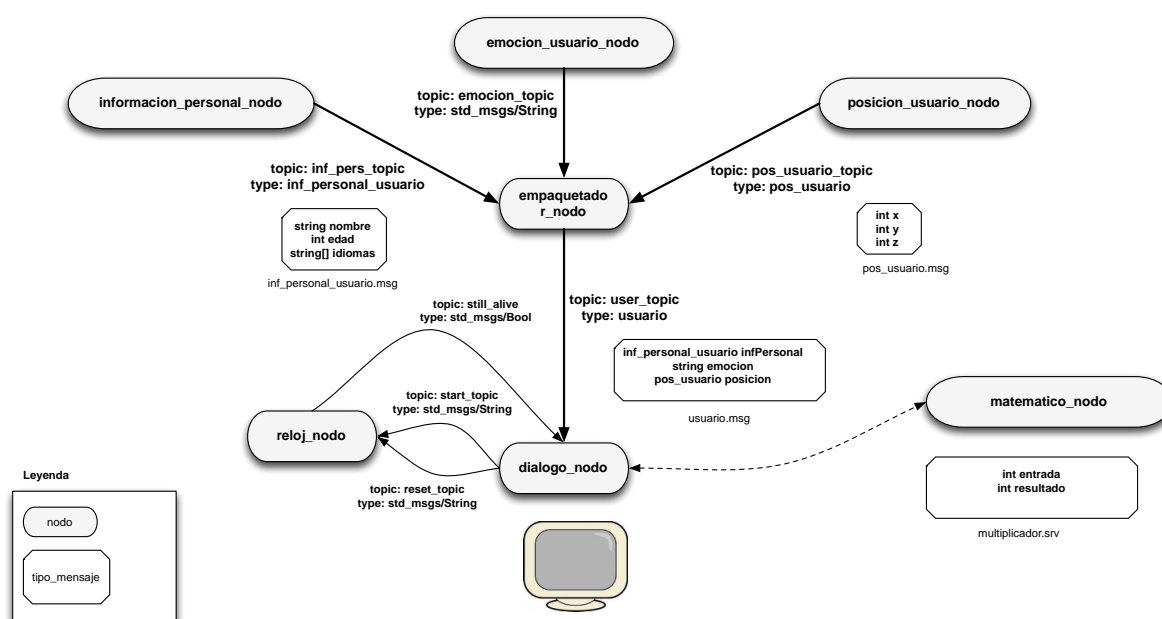 emocion_usuario_nodo
informacion_personal_nodo
posicion_usuario_nodo
topic: emocion_topic
type: std_msgs/String
topic: inf_pers_topic
type: inf_personal_usuario
topic: pos_usuario_topic
type: pos_usuario
empaquetado
r_nodo
string nombre
int edad
string[] idiomas
inf_personal_usuario.msg
int x
int y
int z
pos_usuario.msg
topic: still_alive
type: std_msgs/Bool
topic: user_topic
type: usuario
inf_personal_usuario infPersonal
string emocion
pos_usuario posicion
usuario.msg
topic: start_topic
type: std_msgs/String
reloj_nodo
matematico_nodo
dialogo_nodo
topic: reset_topic
type: std_msgs/String
int entrada
int resultado
multiplicador.srv
Leyenda
nodo
tipo_mensaje